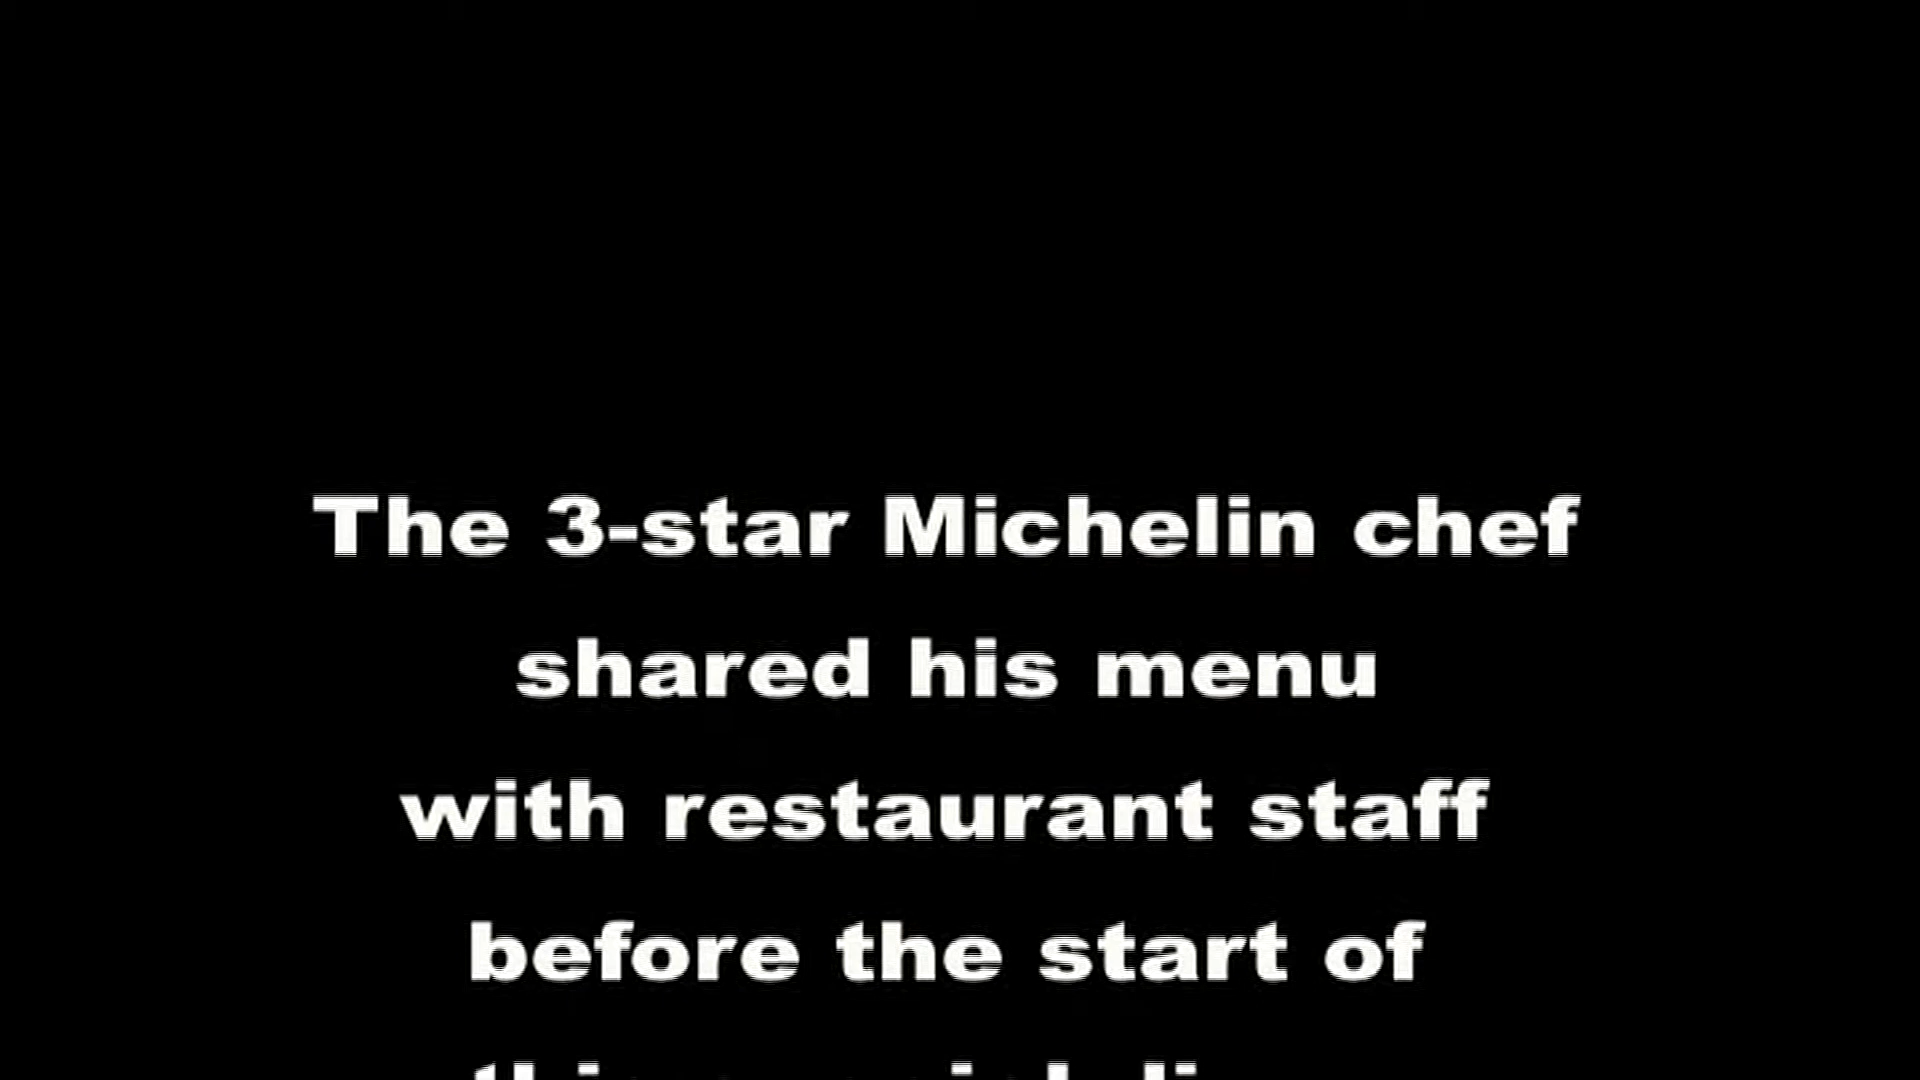 The 3-star Michelin chef
shared his menu
with restaurant staff
before the start of